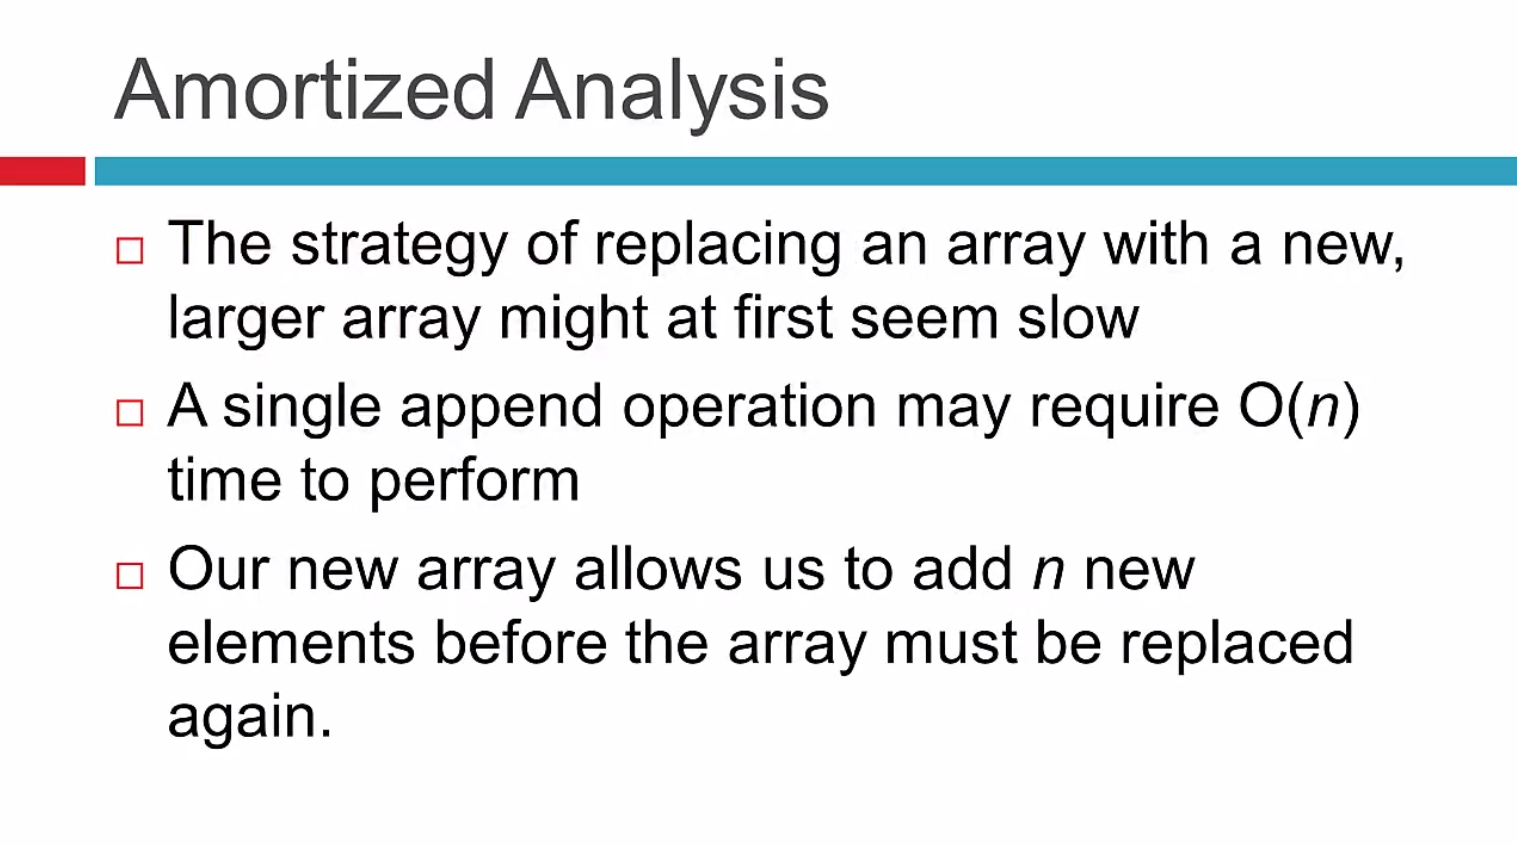 Amortized Analysis
The strategy of replacing an array with a new,
larger array might at first seem slow
A single append operation may require O(n)
time to perform
Our new array allows us to add n new
elements before the array must be replaced
again.